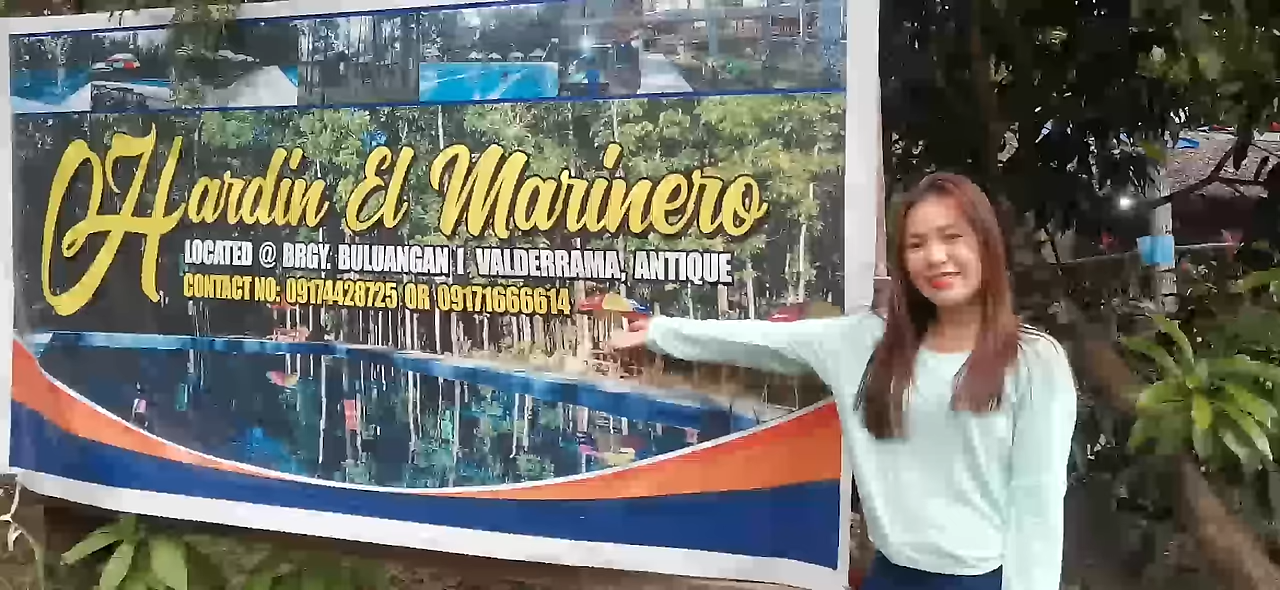 Hardin El Marinero
LOCATED @ BRGY. BULUANGAN I VALDERRAMA, ANTIQUE
CONTACT NO: 09174428725 OR 09171666614